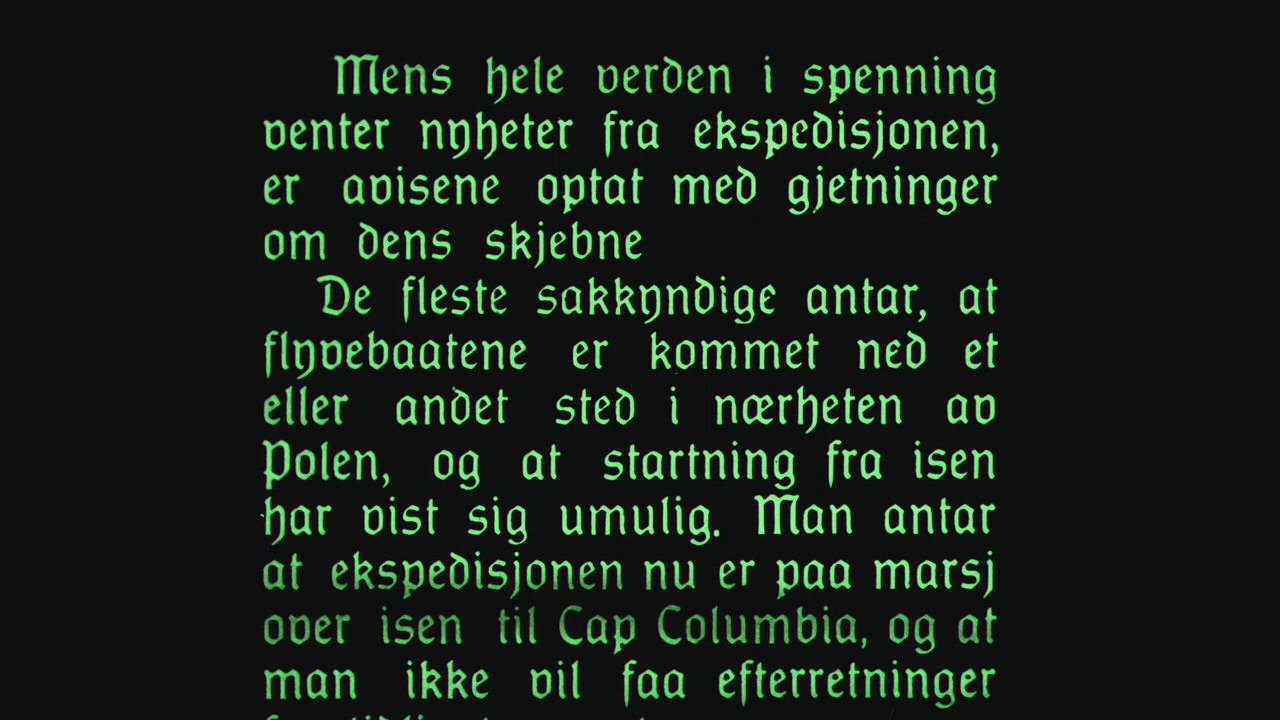 Mens hele verden i spenning
venter nyheter fra ekspedisjonen,
er avisene optat med gjetninger
om dens skjebne
De fleste sakkyndige antar, at
flyvebaatene er kommet ned et
eller andet sted i nærheten av
Polen, og at startning fra isen
har vist sig umulig. Man antar
at ekspedisjonen nu er paa marsj
over isen til Cap Columbia, og at
man ikke vil faa efterretninger